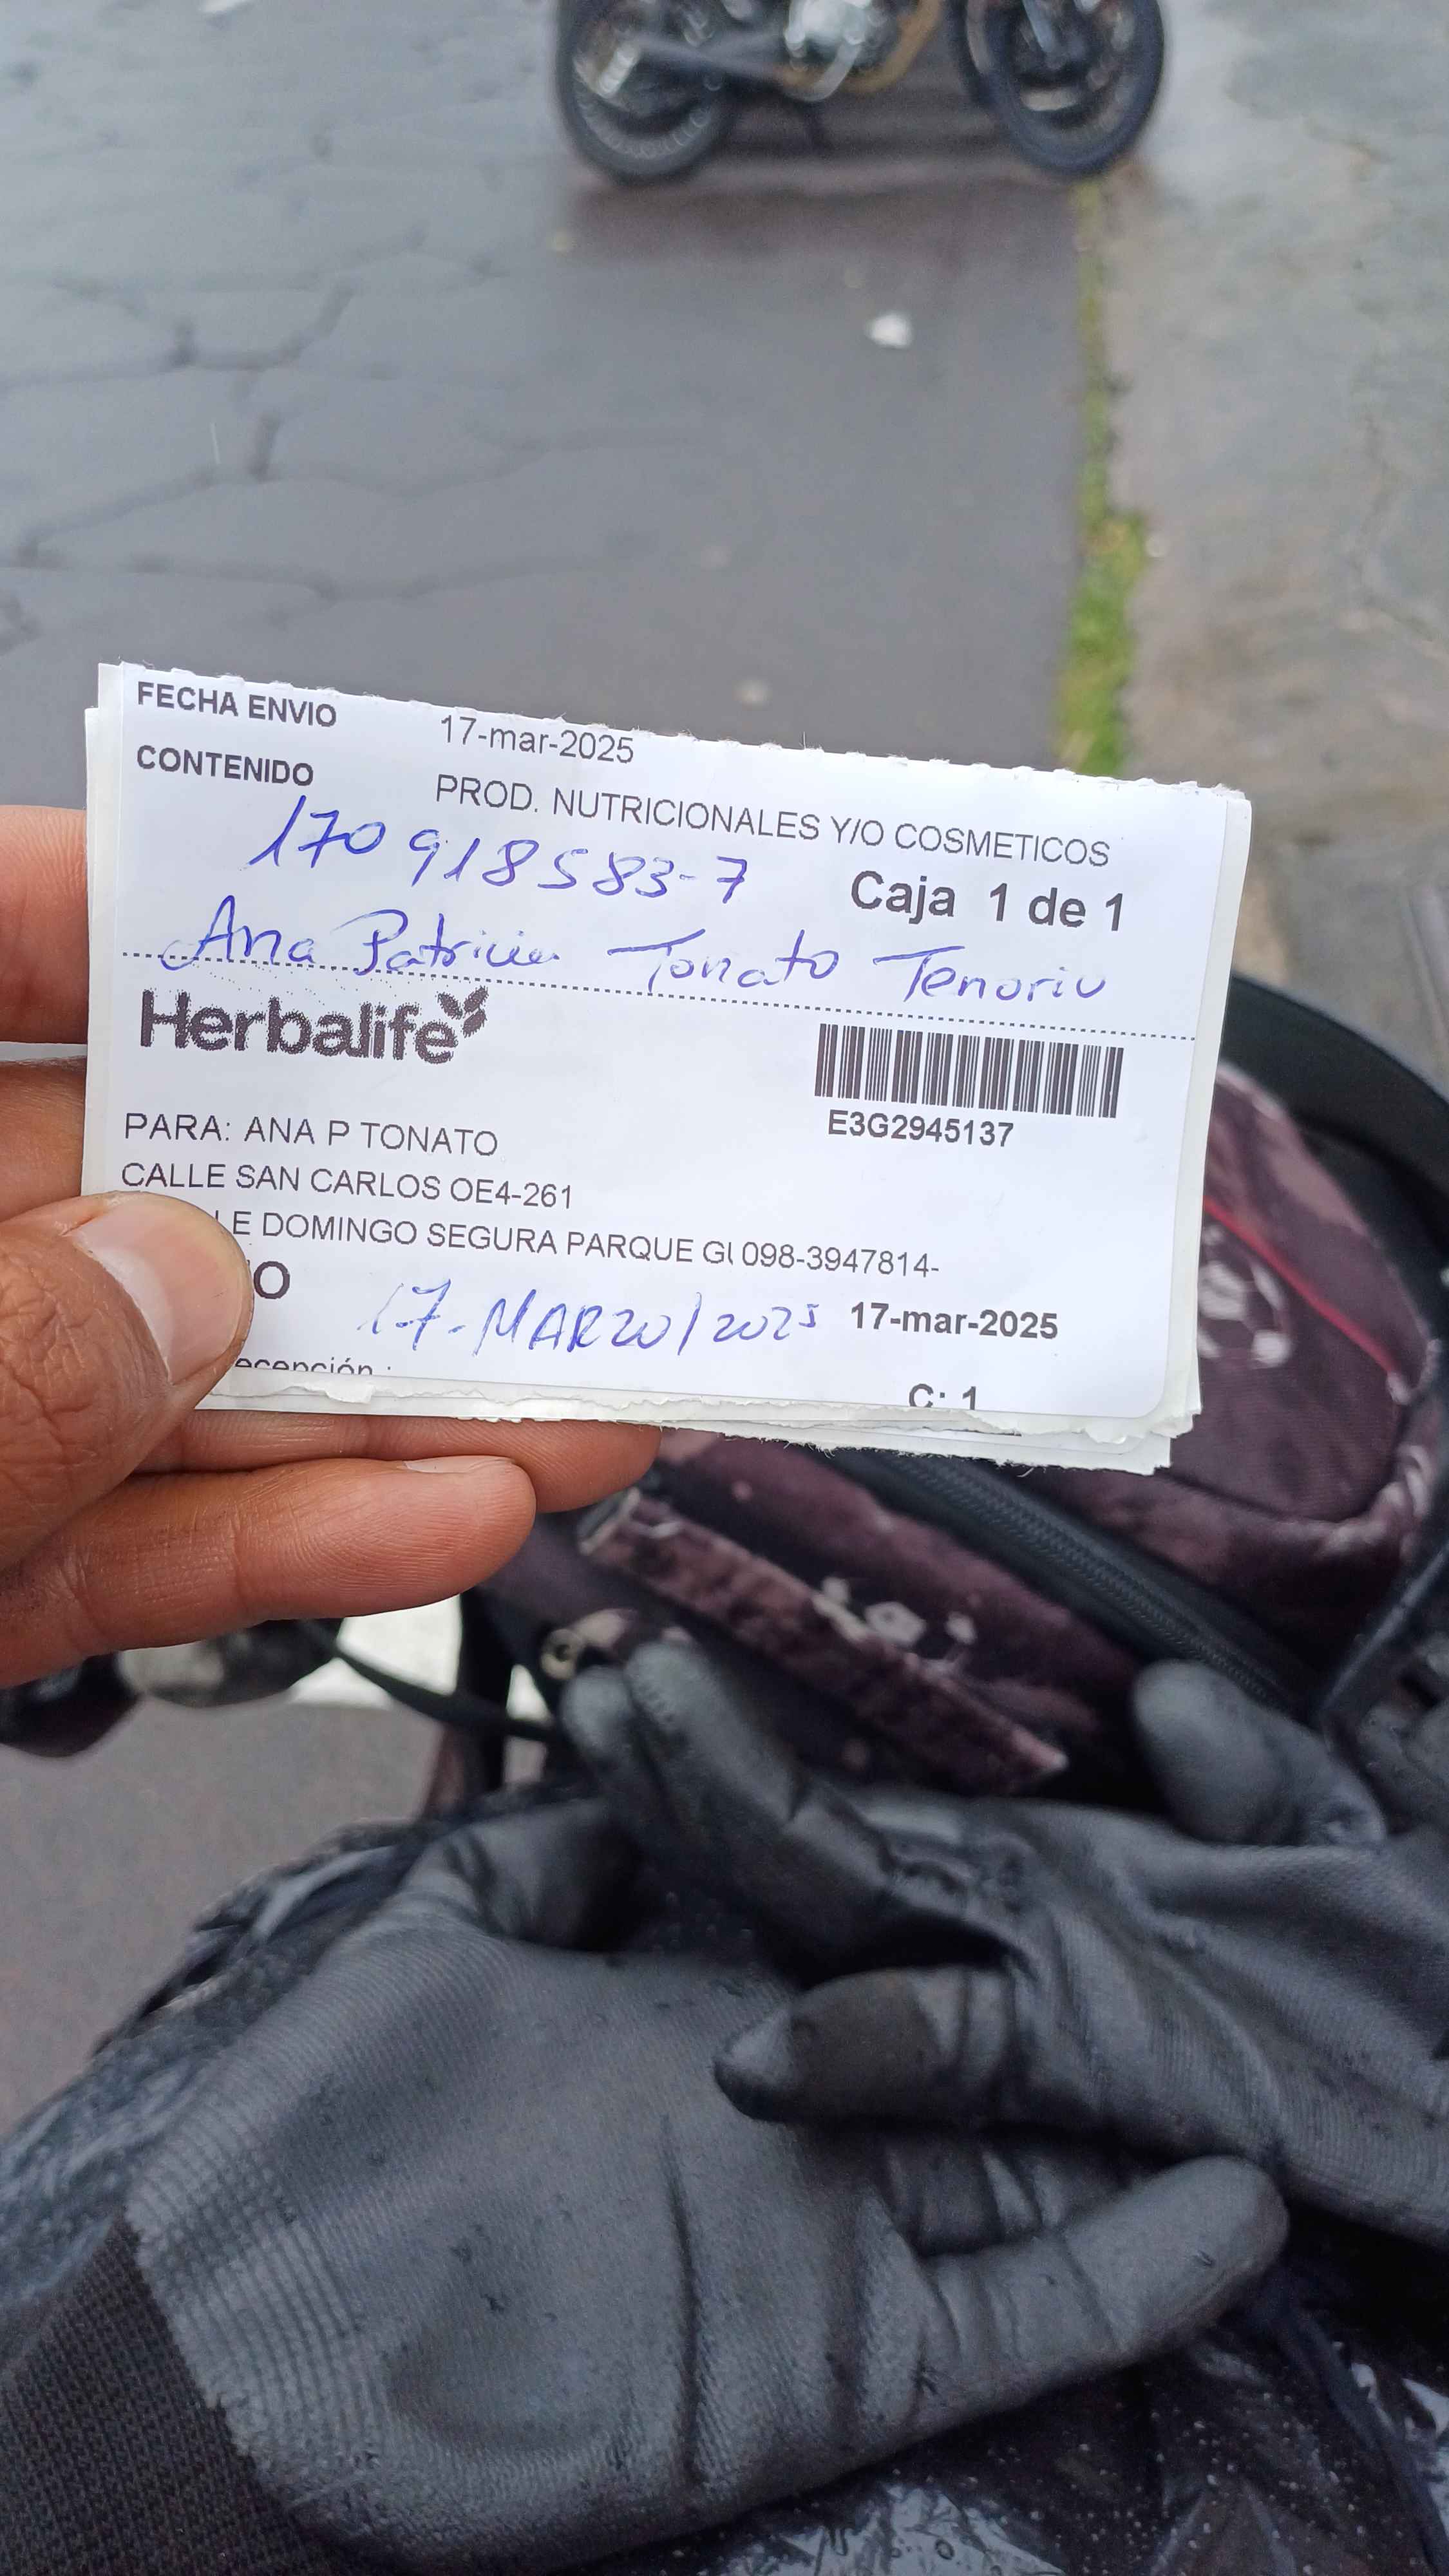 FECHA ENVIO 17-mar-2025
CONTENIDO PROD. NUTRICIONALES Y/O COSMETICOS
170918583-7
Caja 1 de 1
Ana Patricia Tonato Tenorio
Herbalife
E3G2945137
PARA: ANA P TONATO
CALLE SAN CARLOS OE4-261
LE DOMINGO SEGURA PARQUE GU 098-3947814-
O 17-MARZO/2025 17-mar-2025
ecepción :
C: 1